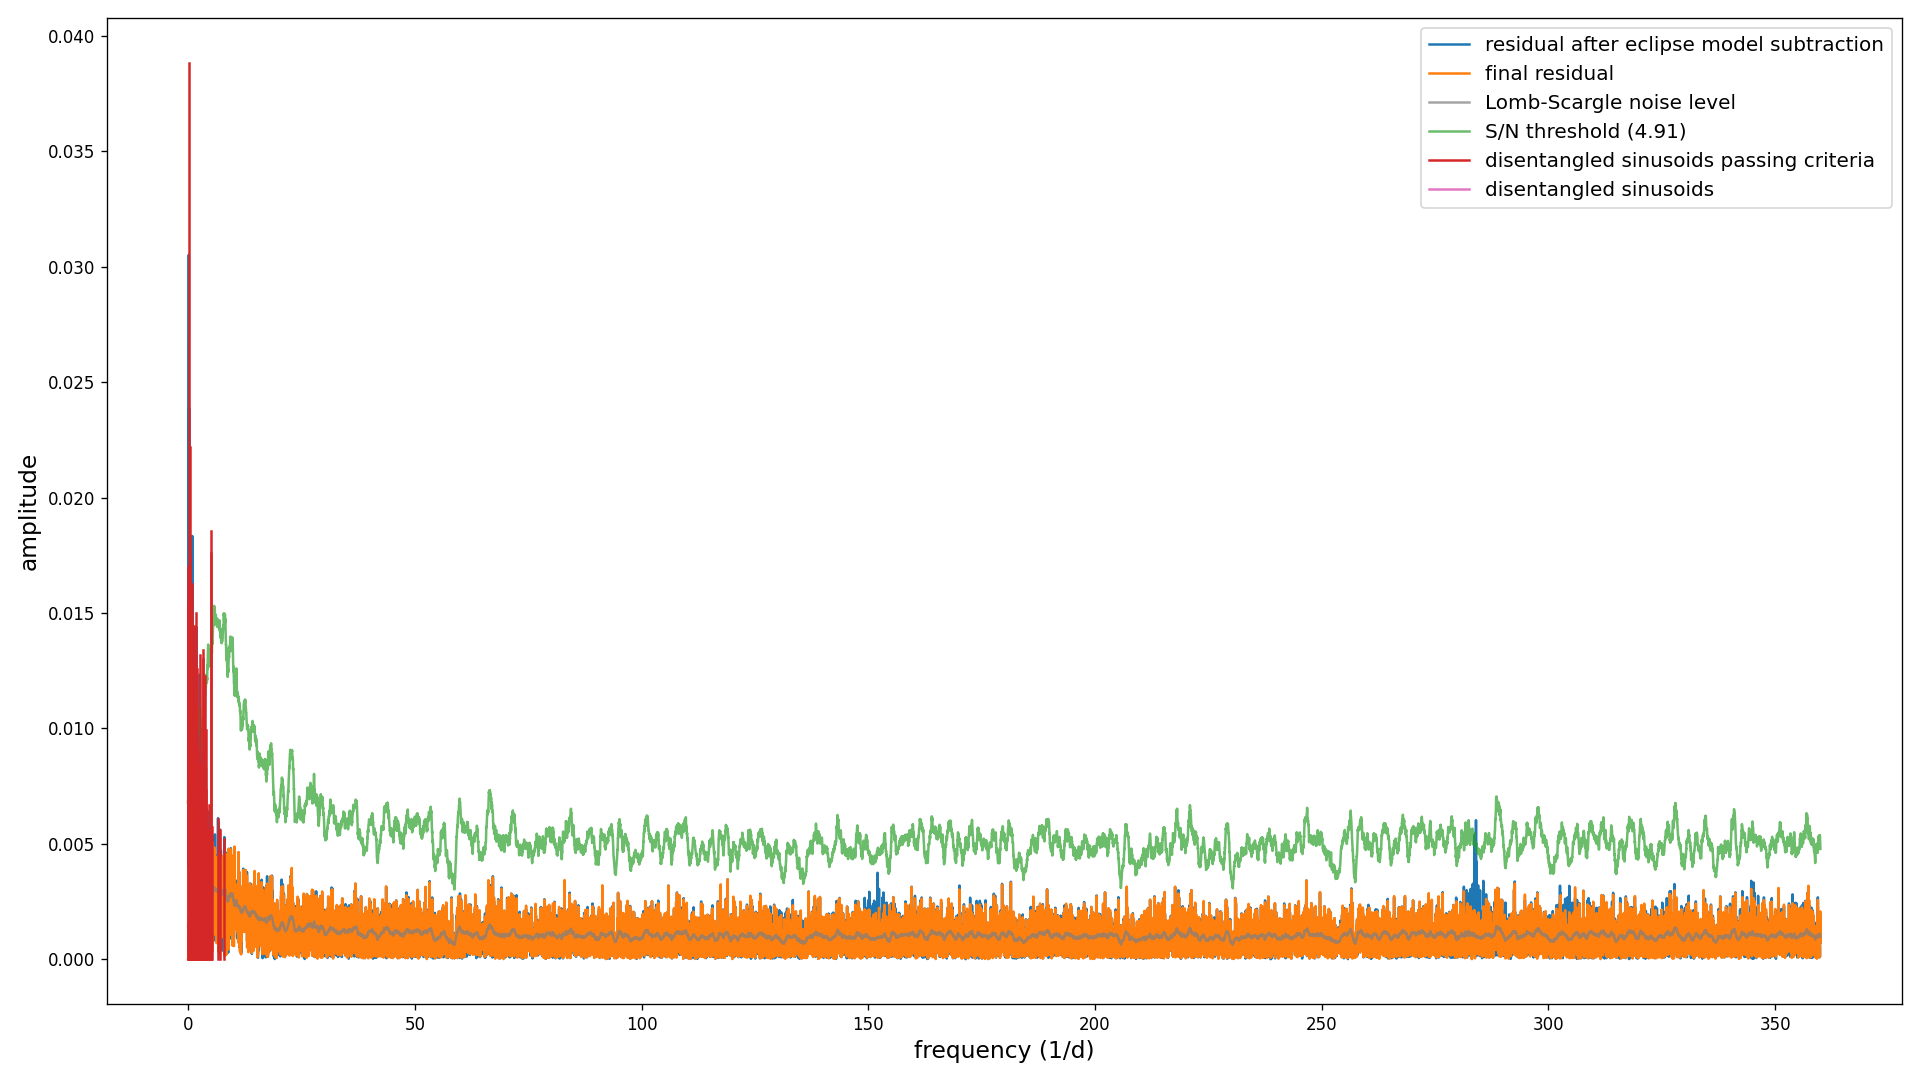 0.040
0.035
0.030
0.025
0.020
0.015
0.010
0.005
0.000
amplitude
0
50
100
150
200
250
300
350
frequency (1/d)
residual after eclipse model subtraction
final residual
Lomb-Scargle noise level
S/N threshold (4.91)
disentangled sinusoids passing criteria
disentangled sinusoids